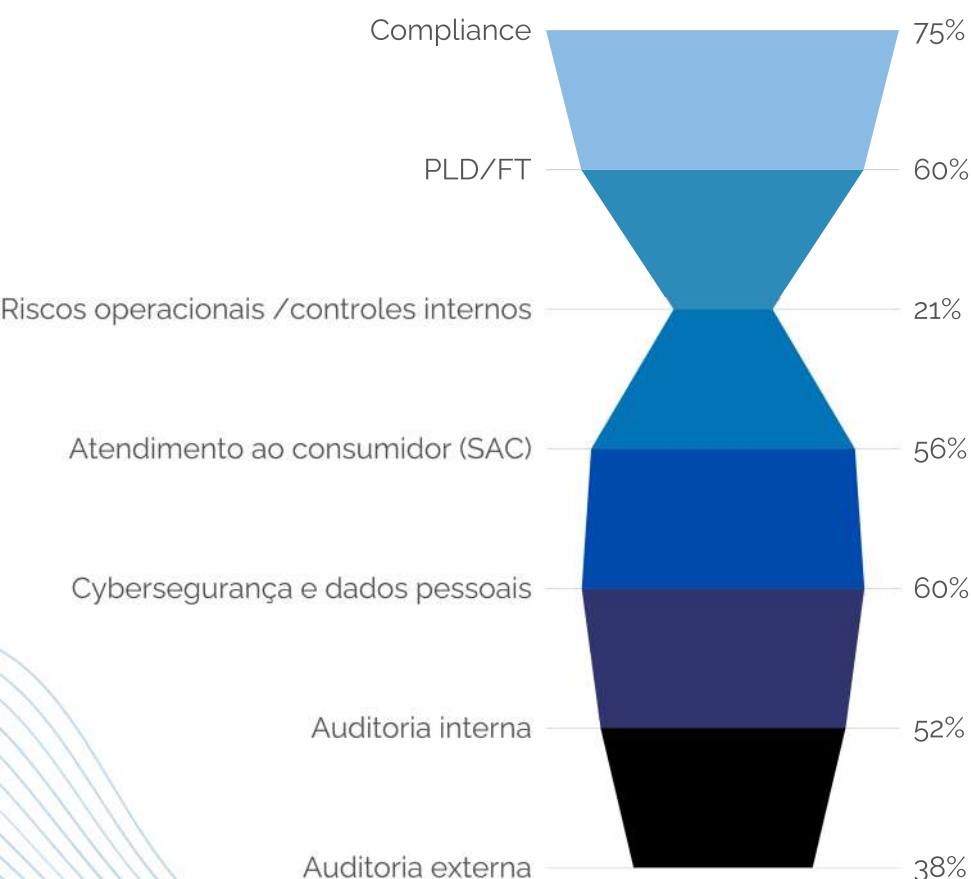 Compliance 75%
PLD/FT 60%
Riscos operacionais /controles internos 21%
Atendimento ao consumidor (SAC) 56%
Cybersegurança e dados pessoais 60%
Auditoria interna 52%
Auditoria externa 38%